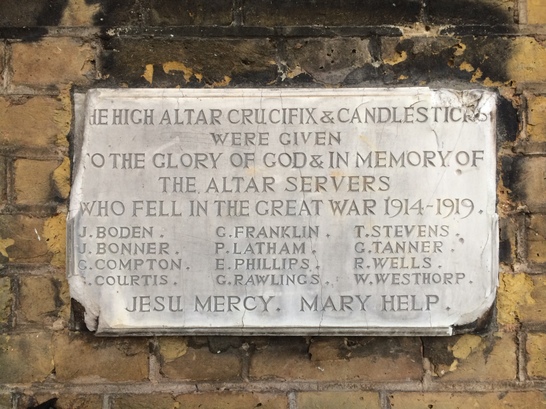 THE HIGH ALTAR CRUCIFIX & CANDLESTICKS
WERE GIVEN
TO THE GLORY OF GOD & IN MEMORY OF
THE ALTAR SERVERS
WHO FELL IN THE GREAT WAR 1914-1919.
J. BODEN. G. FRANKLIN. T. STEVENS.
J. BONNER. P. LATHAM. G. TANNER.
COMPTON. E. PHILLIPS. R. WELLS.
COURTIS. G. RAWLINGS. W. WESTHORP.
JESU MERCY. MARY HELP.